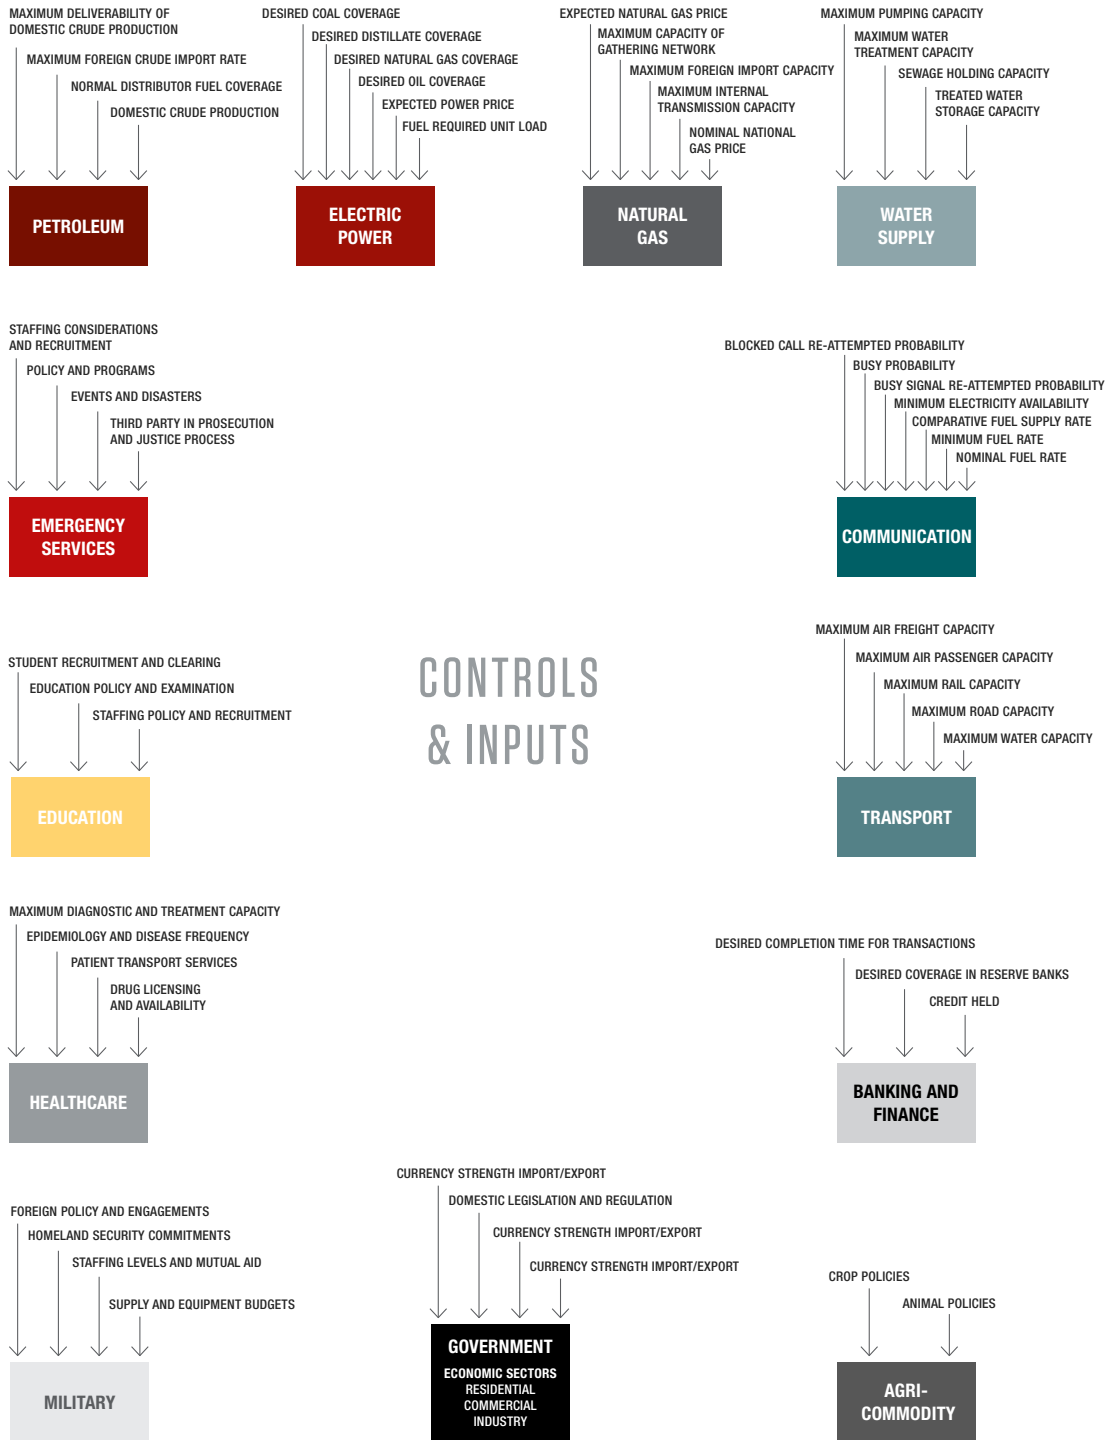 MAXIMUM DELIVERABILITY OF
DOMESTIC CRUDE PRODUCTION
MAXIMUM FOREIGN CRUDE IMPORT RATE
NORMAL DISTRIBUTOR FUEL COVERAGE
DOMESTIC CRUDE PRODUCTION
PETROLEUM
DESIRED COAL COVERAGE
DESIRED DISTILLATE COVERAGE
DESIRED NATURAL GAS COVERAGE
DESIRED OIL COVERAGE
EXPECTED POWER PRICE
FUEL REQUIRED UNIT LOAD
ELECTRIC
POWER
EXPECTED NATURAL GAS PRICE
MAXIMUM CAPACITY OF
GATHERING NETWORK
MAXIMUM FOREIGN IMPORT CAPACITY
MAXIMUM INTERNAL
TRANSMISSION CAPACITY
NOMINAL NATIONAL
GAS PRICE
NATURAL
GAS
MAXIMUM PUMPING CAPACITY
MAXIMUM WATER
TREATMENT CAPACITY
SEWAGE HOLDING CAPACITY
TREATED WATER
STORAGE CAPACITY
WATER
SUPPLY
STAFFING CONSIDERATIONS
AND RECRUITMENT
POLICY AND PROGRAMS
EVENTS AND DISASTERS
THIRD PARTY IN PROSECUTION
AND JUSTICE PROCESS
EMERGENCY
SERVICES
BLOCKED CALL RE-ATTEMPTED PROBABILITY
BUSY PROBABILITY
BUSY SIGNAL RE-ATTEMPTED PROBABILITY
MINIMUM ELECTRICITY AVAILABILITY
COMPARATIVE FUEL SUPPLY RATE
MINIMUM FUEL RATE
NOMINAL FUEL RATE
COMMUNICATION
STUDENT RECRUITMENT AND CLEARING
EDUCATION POLICY AND EXAMINATION
STAFFING POLICY AND RECRUITMENT
EDUCATION
CONTROLS
& INPUTS
MAXIMUM AIR FREIGHT CAPACITY
MAXIMUM AIR PASSENGER CAPACITY
MAXIMUM RAIL CAPACITY
MAXIMUM ROAD CAPACITY
MAXIMUM WATER CAPACITY
TRANSPORT
MAXIMUM DIAGNOSTIC AND TREATMENT CAPACITY
EPIDEMIOLOGY AND DISEASE FREQUENCY
PATIENT TRANSPORT SERVICES
DRUG LICENSING
AND AVAILABILITY
HEALTHCARE
DESIRED COMPLETION TIME FOR TRANSACTIONS
DESIRED COVERAGE IN RESERVE BANKS
CREDIT HELD
BANKING AND
FINANCE
FOREIGN POLICY AND ENGAGEMENTS
HOMELAND SECURITY COMMITMENTS
STAFFING LEVELS AND MUTUAL AID
SUPPLY AND EQUIPMENT BUDGETS
MILITARY
CURRENCY STRENGTH IMPORT/EXPORT
DOMESTIC LEGISLATION AND REGULATION
CURRENCY STRENGTH IMPORT/EXPORT
CURRENCY STRENGTH IMPORT/EXPORT
GOVERNMENT
ECONOMIC SECTORS
RESIDENTIAL
COMMERCIAL
INDUSTRY
CROP POLICIES
ANIMAL POLICIES
AGRI-
COMMODITY